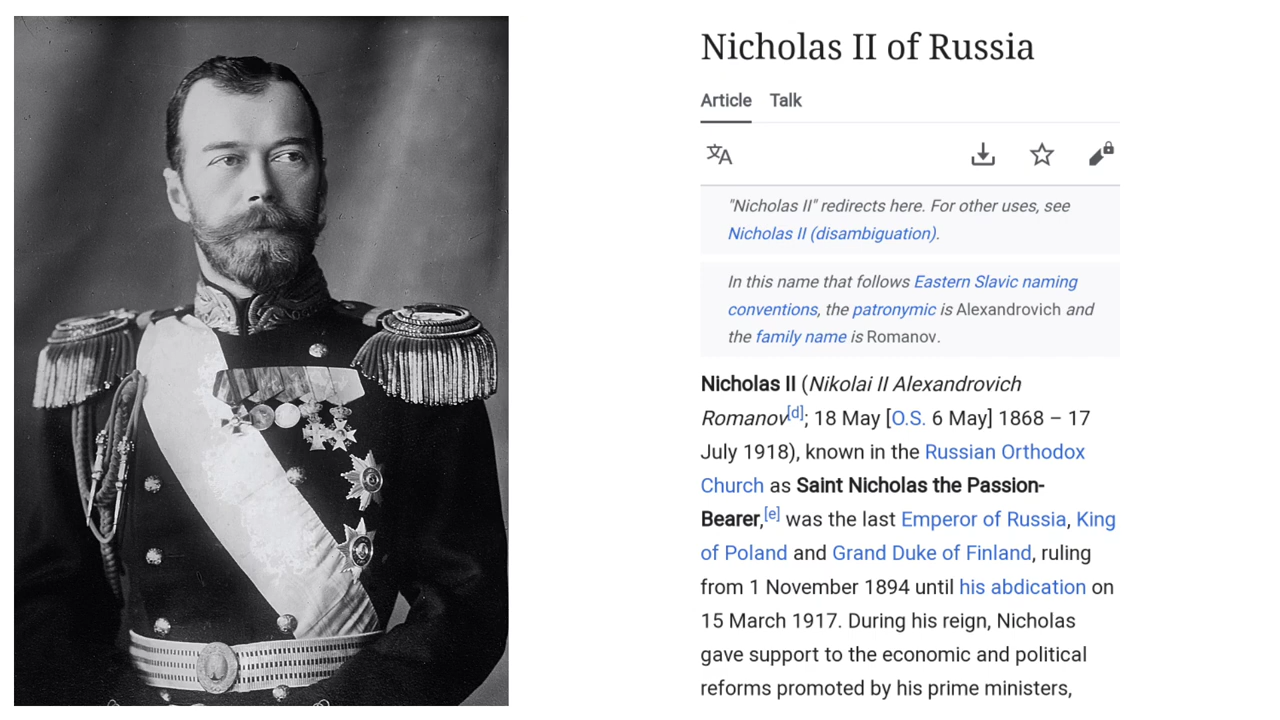 Nicholas II of Russia
Article Talk
"Nicholas II" redirects here. For other uses, see
Nicholas II (disambiguation).
In this name that follows Eastern Slavic naming
conventions, the patronymic is Alexandrovich and
the family name is Romanov.
Nicholas II (Nikolai II Alexandrovich
Romanov[d]; 18 May [O.S. 6 May] 1868 – 17
July 1918), known in the Russian Orthodox
Church as Saint Nicholas the Passion-
Bearer,[e] was the last Emperor of Russia, King
of Poland and Grand Duke of Finland, ruling
from 1 November 1894 until his abdication on
15 March 1917. During his reign, Nicholas
gave support to the economic and political
reforms promoted by his prime ministers,